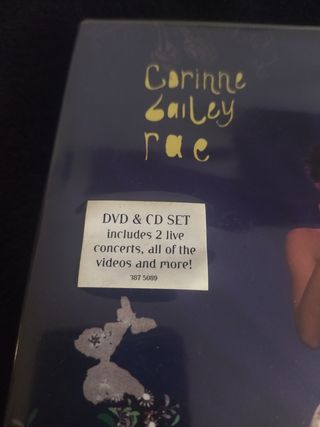 Corinne
bailey
rae
DVD & CD SET
includes 2 live
concerts, all of the
videos and more!
387 5089